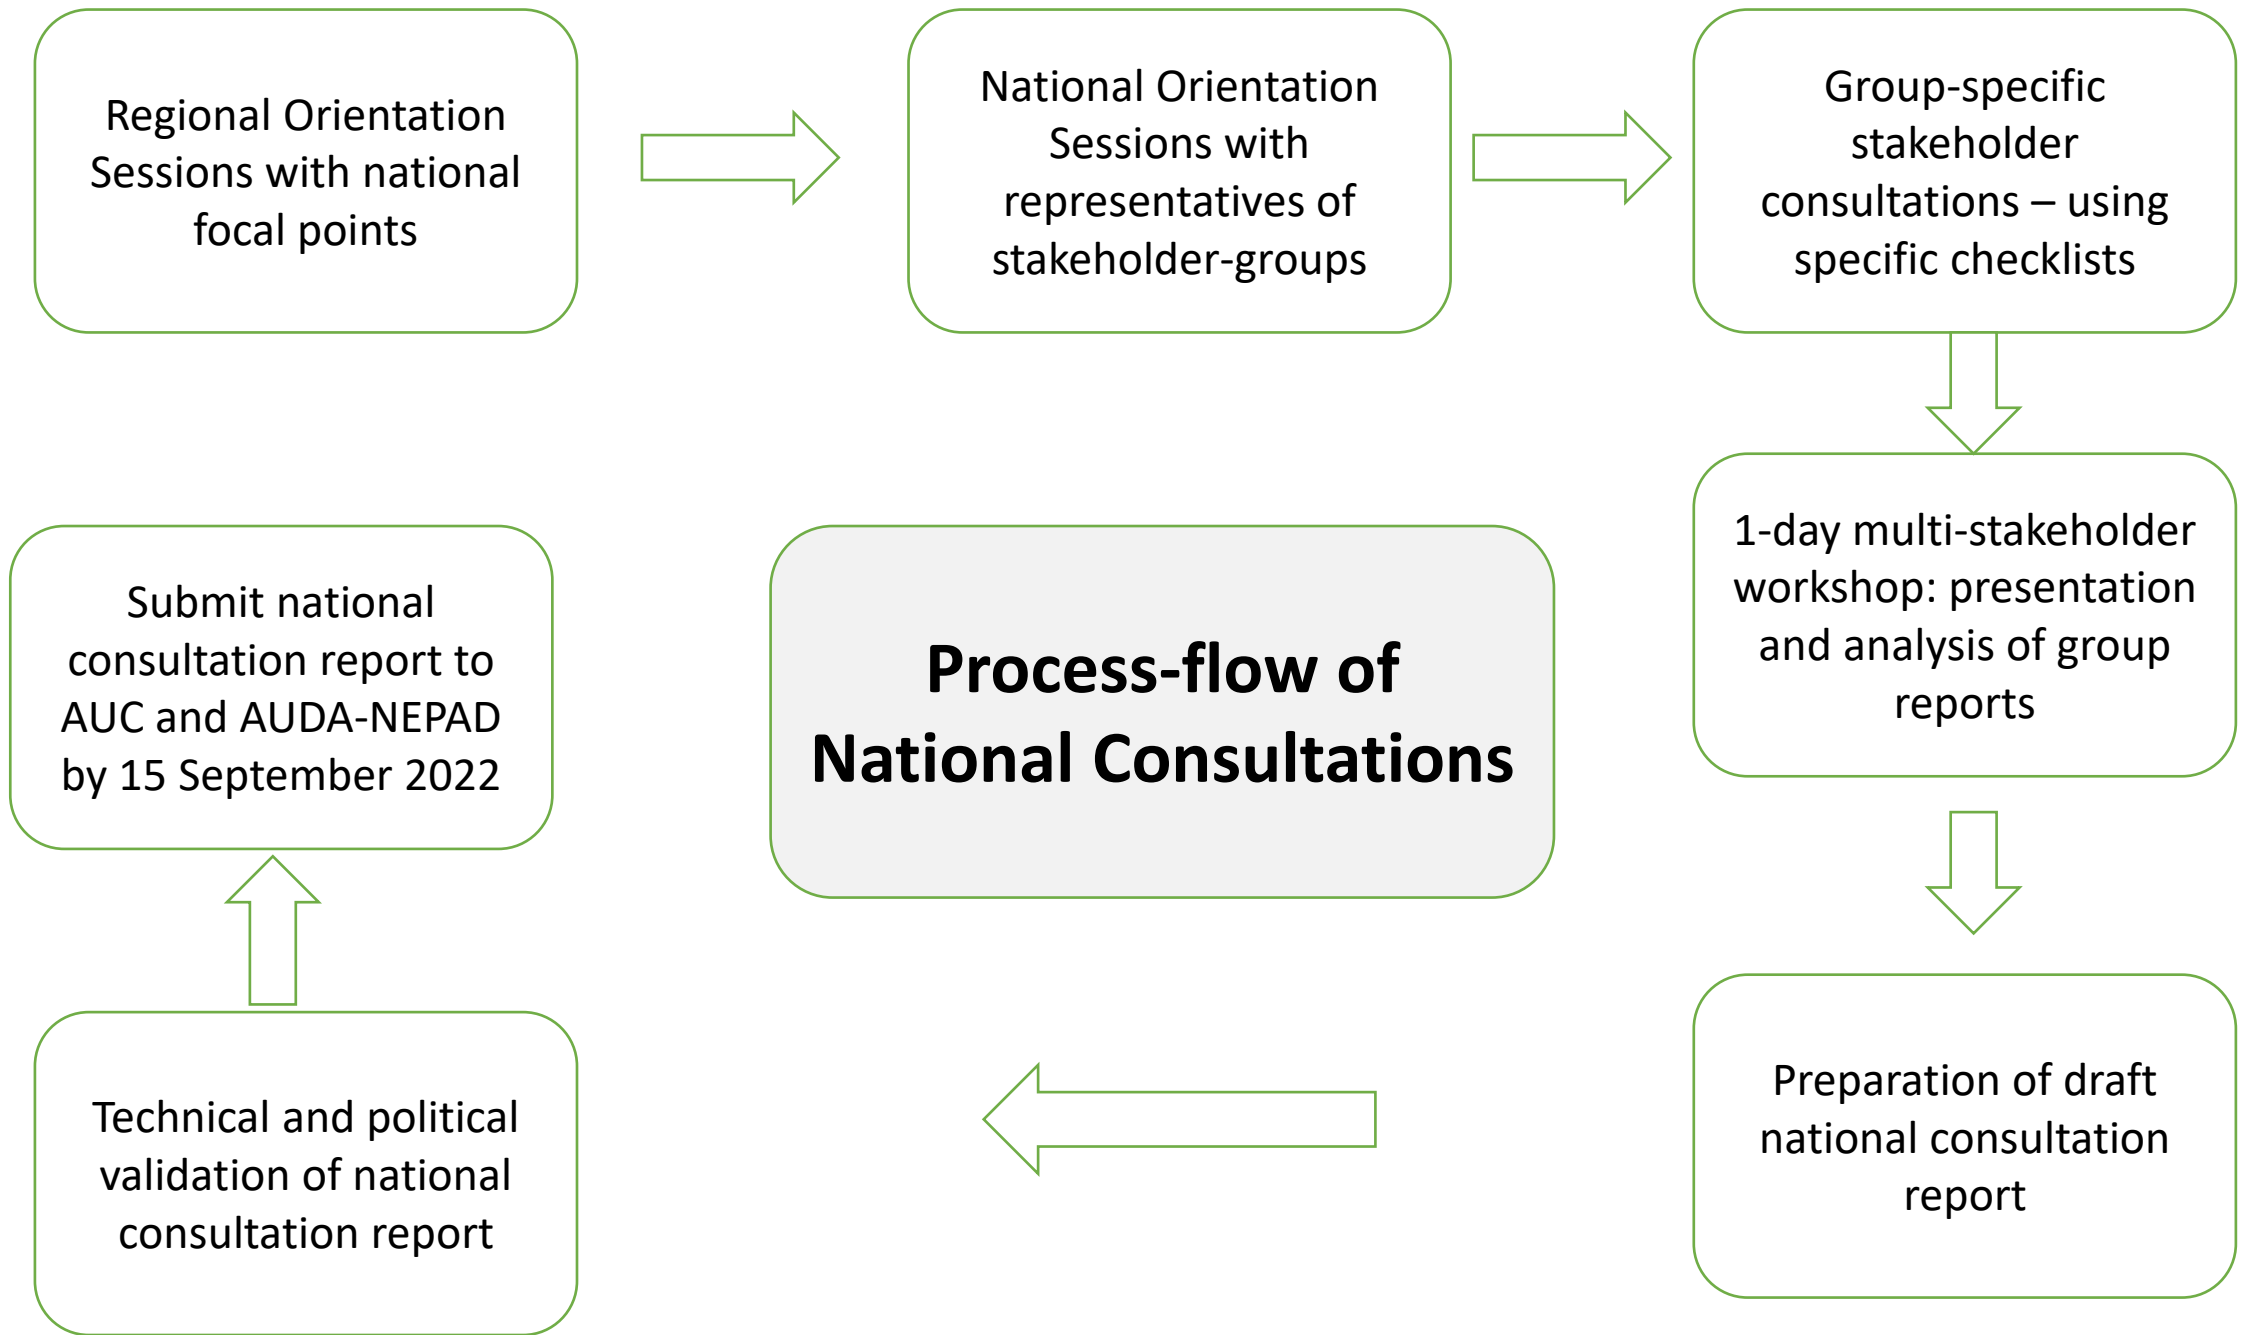 Regional Orientation
Sessions with national
focal points
National Orientation
Sessions with
representatives of
stakeholder-groups
Group-specific
stakeholder
consultations – using
specific checklists
1-day multi-stakeholder
workshop: presentation
and analysis of group
reports
Preparation of draft
national consultation
report
Technical and political
validation of national
consultation report
Submit national
consultation report to
AUC and AUDA-NEPAD
by 15 September 2022
Process-flow of
National Consultations